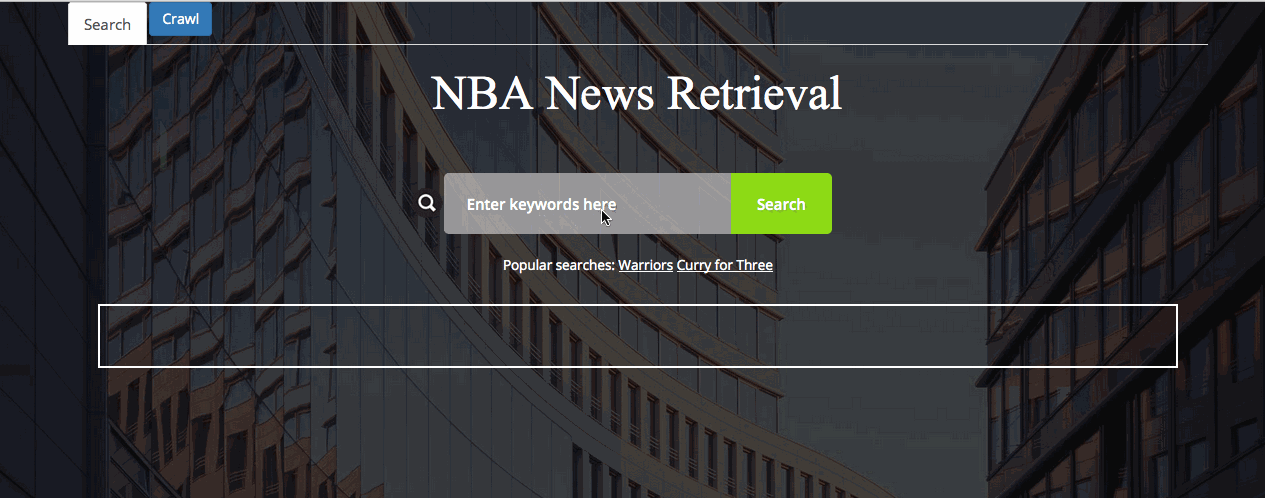 Search Crawl
NBA News Retrieval
Enter keywords here Search
Popular searches: Warriors Curry for Three